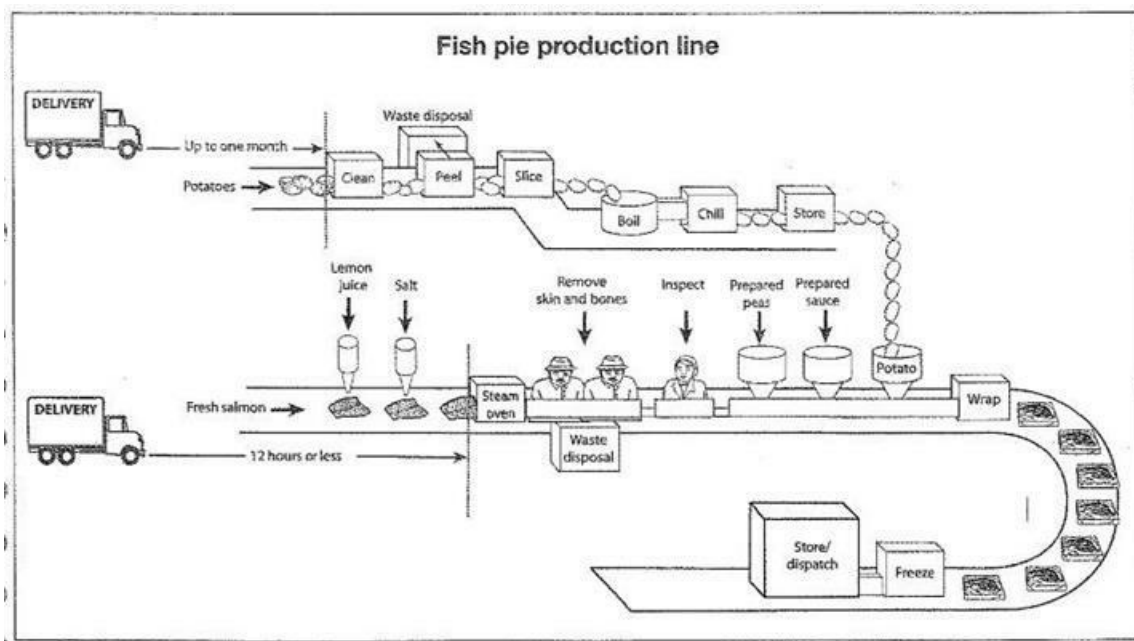 Fish pie production line
DELIVERY
Waste disposal
Up to one month
Potatoes
Clean
Peel
Slice
Boil
Chill
Store
Lemon
juice
Salt
Remove
skin and bones
Inspect
Prepared
peas
Prepared
sauce
Potato
Fresh salmon
Steam
oven
Wrap
DELIVERY
12 hours or less
Waste
disposal
Store/
dispatch
Freeze